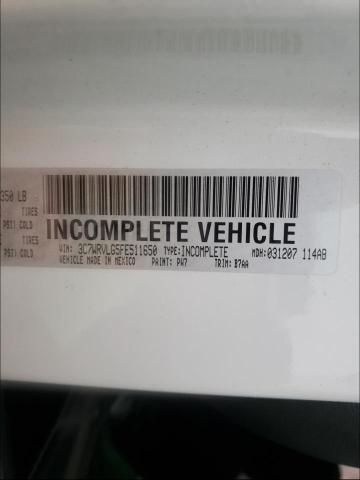 350 LB
TIRES
PSI) COLD
TIRES
PSI) COLD
INCOMPLETE VEHICLE
VIN: 3C7WRVLG5FE511650 TYPE:INCOMPLETE MDH:031207 114AB
VEHICLE MADE IN MEXICO PAINT: PW7 TRIM: B7AA